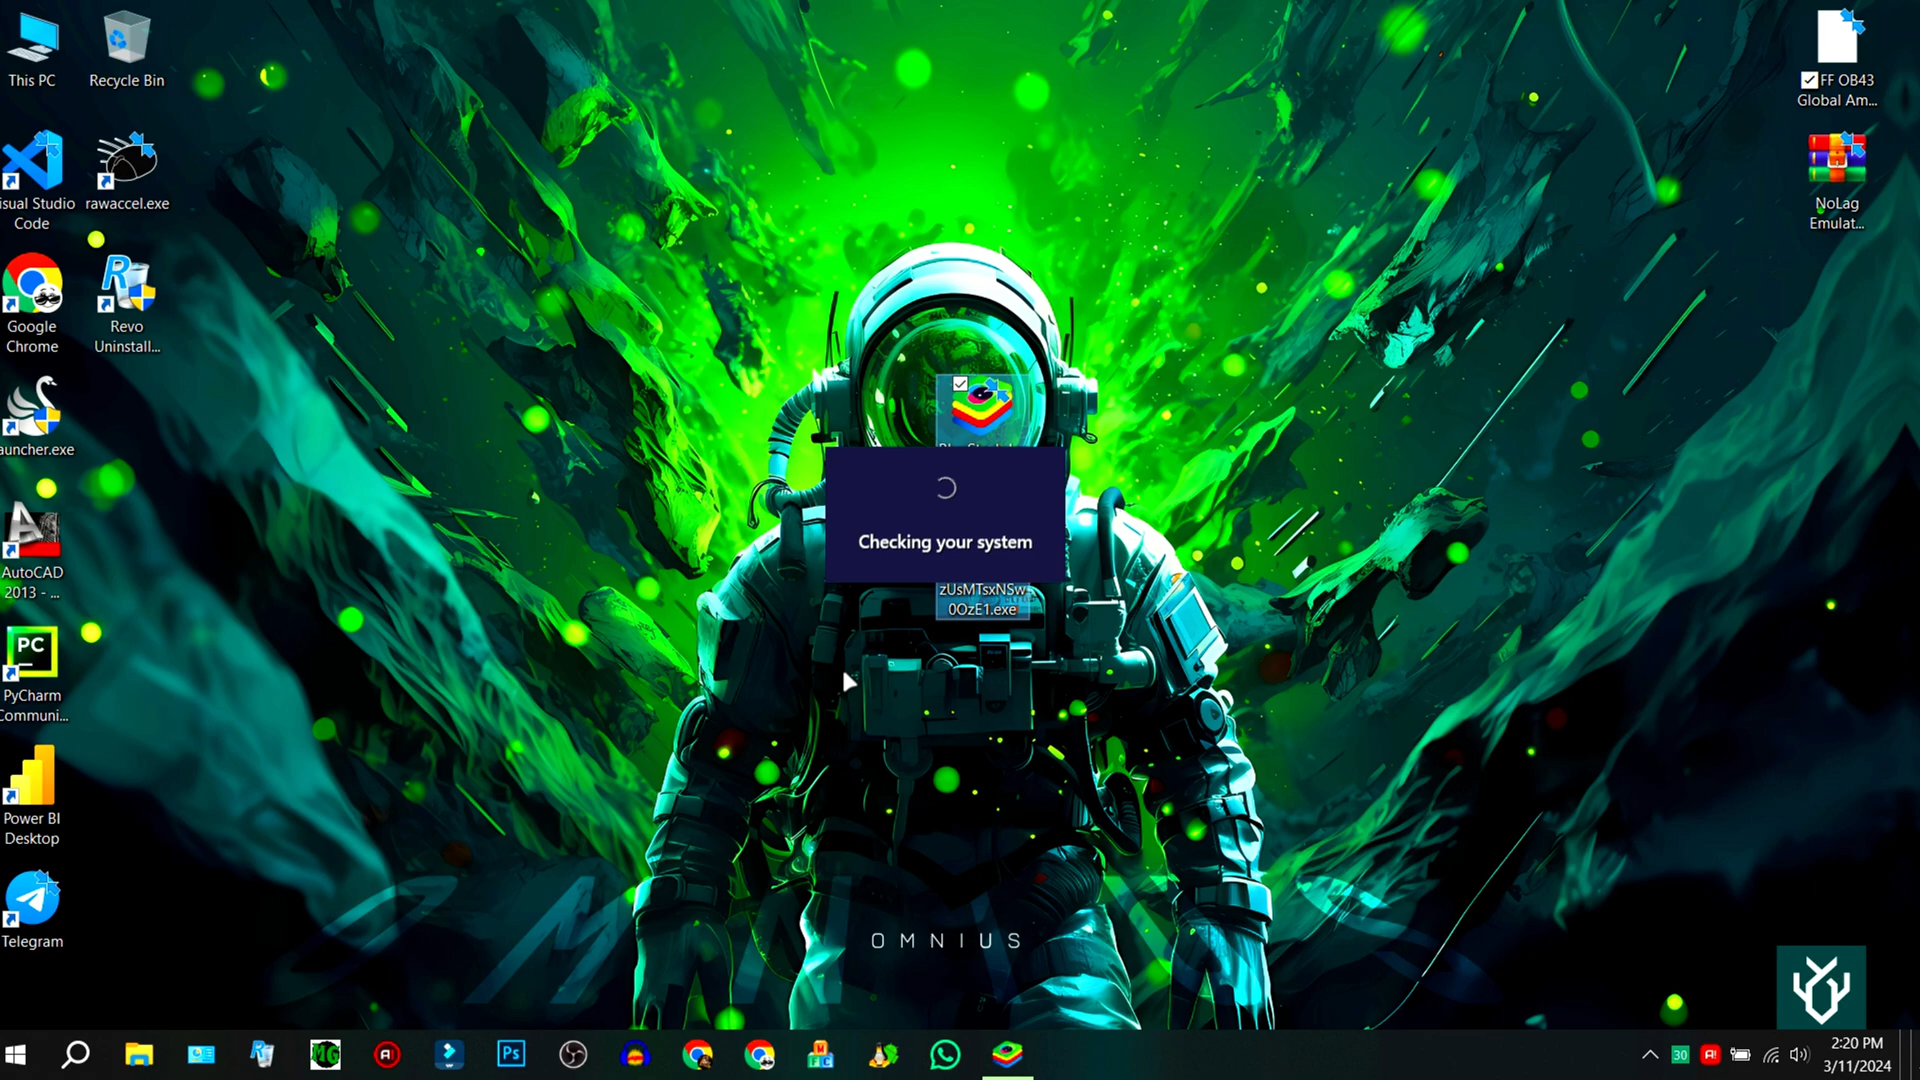 This PC
Recycle Bin
isual Studio
Code
rawaccel.exe
Google
Chrome
Revo
Uninstall...
auncher.exe
AutoCAD
2013 - ...
PC
PyCharm
Communi...
Power BI
Desktop
Telegram
FF OB43
Global Am...
NoLag
Emulat...
Checking your system
zUsMTsxNSw
0OzE1.exe
OMNIUS
MG
A!
Ps
M
F C
30
A!
2:20 PM
3/11/2024